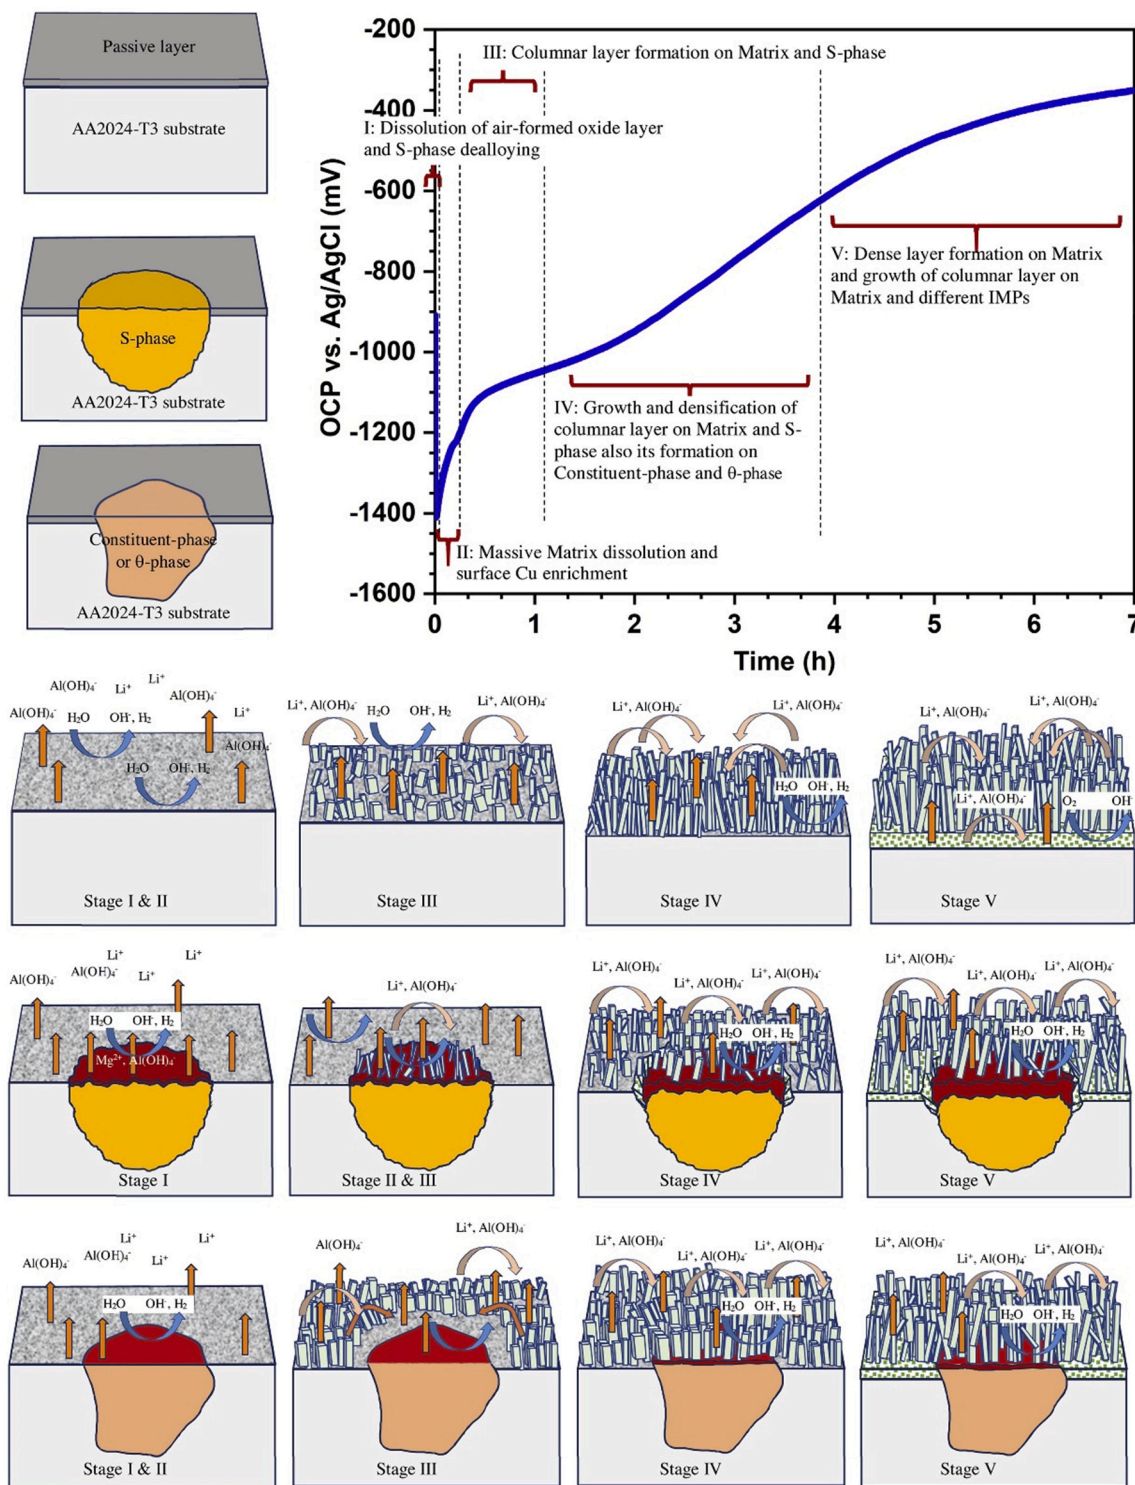 Passive layer
AA2024-T3 substrate
S-phase
AA2024-T3 substrate
Constituent-phase
or θ-phase
AA2024-T3 substrate
-200
-400
-600
-800
-1000
-1200
-1400
-1600
OCP vs. Ag/AgCl (mV)
III: Columnar layer formation on Matrix and S-phase
I: Dissolution of air-formed oxide layer
and S-phase dealloying
V: Dense layer formation on Matrix
and growth of columnar layer on
Matrix and different IMPs
IV: Growth and densification of
columnar layer on Matrix and S-
phase also its formation on
Constituent-phase and θ-phase
II: Massive Matrix dissolution and
surface Cu enrichment
0 1 2 3 4 5 6 7
Time (h)
Al(OH)₄⁻ Li⁺ Li⁺
Al(OH)₄⁻
Al(OH)₄⁻ H₂O OH⁻, H₂ Li⁺
Al(OH)₄⁻
H₂O OH⁻, H₂
Stage I & II
Li⁺, Al(OH)₄⁻ H₂O OH⁻, H₂ Li⁺, Al(OH)₄⁻
Stage III
Li⁺, Al(OH)₄⁻ Li⁺, Al(OH)₄⁻
H₂O OH⁻, H₂
Stage IV
Li⁺, Al(OH)₄⁻ Li⁺, Al(OH)₄⁻
Li⁺, Al(OH)₄⁻ O₂ OH⁻
Stage V
Li⁺ Li⁺
Al(OH)₄⁻ Al(OH)₄⁻ Li⁺
H₂O OH⁻, H₂
Mg²⁺, Al(OH)₄⁻
Stage I
Li⁺, Al(OH)₄⁻
Stage II & III
Li⁺, Al(OH)₄⁻ Li⁺, Al(OH)₄⁻ Li⁺, Al(OH)₄⁻
H₂O OH⁻, H₂
Stage IV
Li⁺, Al(OH)₄⁻ Li⁺, Al(OH)₄⁻ Li⁺, Al(OH)₄⁻
H₂O OH⁻, H₂
Stage V
Li⁺ Li⁺
Al(OH)₄⁻ Al(OH)₄⁻ Li⁺
H₂O OH⁻, H₂
Stage I & II
Al(OH)₄⁻ Li⁺, Al(OH)₄⁻
Stage III
Li⁺, Al(OH)₄⁻ Li⁺, Al(OH)₄⁻ Li⁺, Al(OH)₄⁻
H₂O OH⁻, H₂
Stage IV
Li⁺, Al(OH)₄⁻ Li⁺, Al(OH)₄⁻ Li⁺, Al(OH)₄⁻
H₂O OH⁻, H₂
Stage V